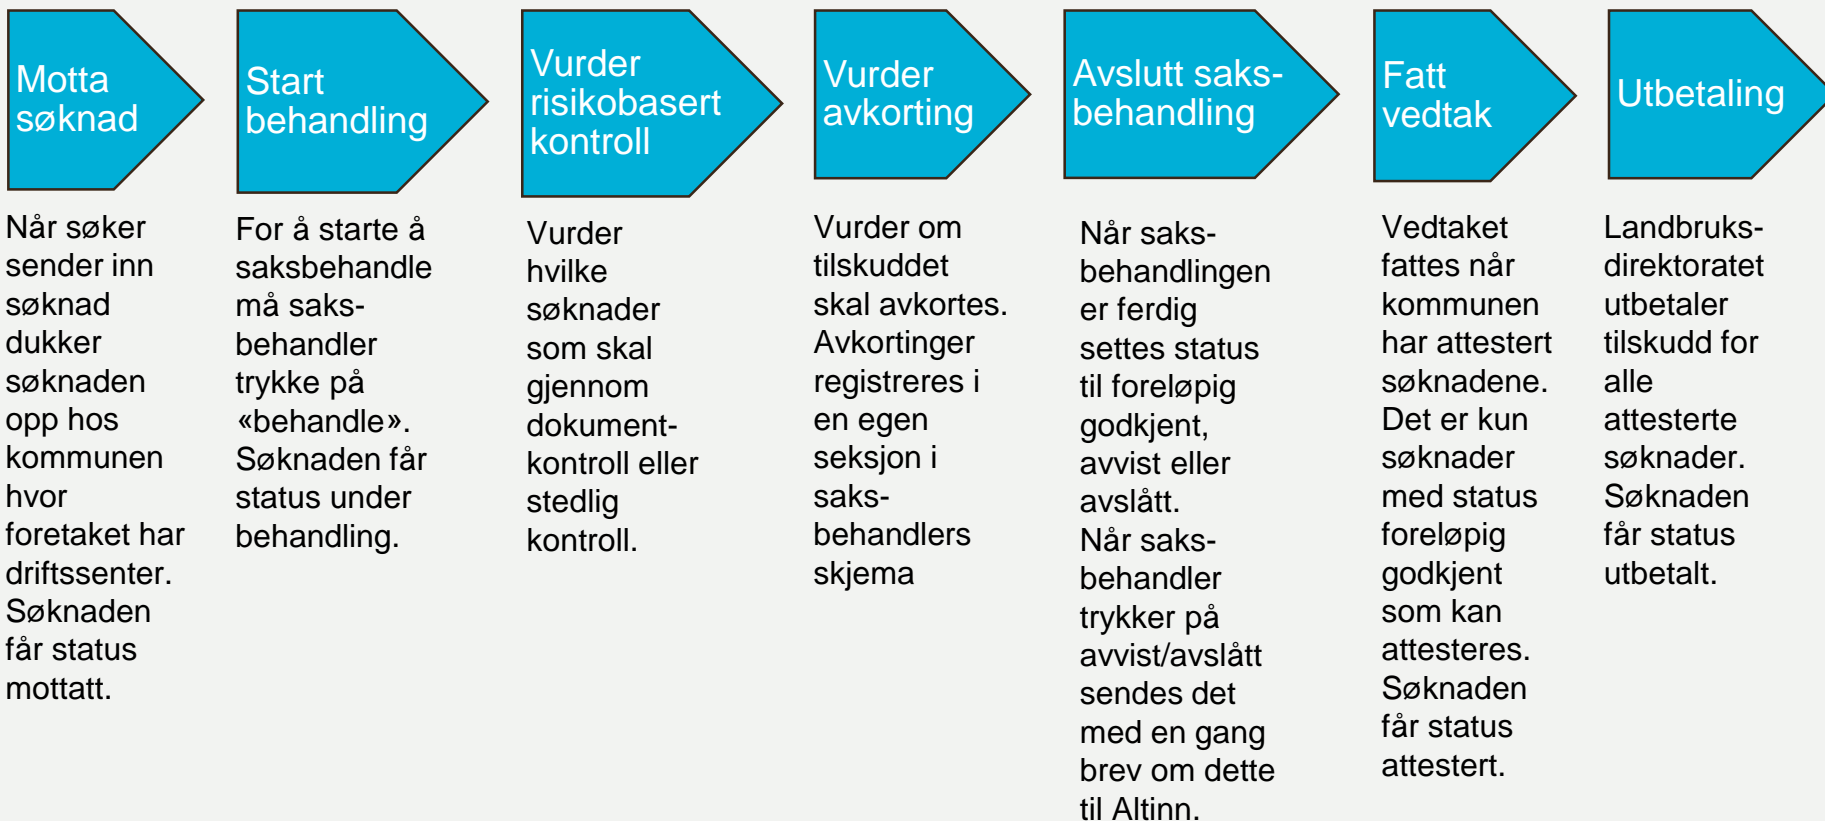 Motta
søknad
Når søker
sender inn
søknad
dukker
søknaden
opp hos
kommunen
hvor
foretaket har
driftssenter.
Søknaden
får status
mottatt.
Start
behandling
For å starte å
saksbehandle
må saks-
behandler
trykke på
«behandle».
Søknaden får
status under
behandling.
Vurder
risikobasert
kontroll
Vurder
hvilke
søknader
som skal
gjennom
dokument-
kontroll eller
stedlig
kontroll.
Vurder
avkorting
Vurder om
tilskuddet
skal avkortes.
Avkortinger
registreres i
en egen
seksjon i
saks-
behandlers
skjema
Avslutt saks-
behandling
Når saks-
behandlingen
er ferdig
settes status
til foreløpig
godkjent,
avvist eller
avslått.
Når saks-
behandler
trykker på
avvist/avslått
sendes det
med en gang
brev om dette
til Altinn.
Fatt
vedtak
Vedtaket
fattes når
kommunen
har attestert
søknadene.
Det er kun
søknader
med status
foreløpig
godkjent
som kan
attesteres.
Søknaden
får status
attestert.
Utbetaling
Landbruks-
direktoratet
utbetaler
tilskudd for
alle
attesterte
søknader.
Søknaden
får status
utbetalt.